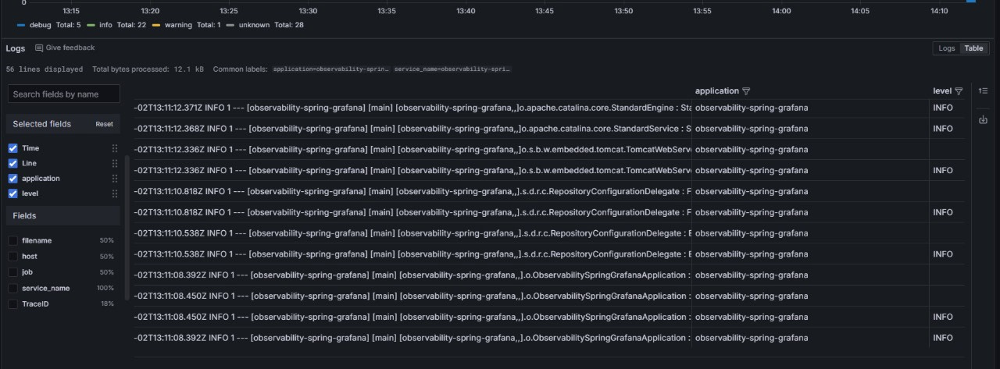 0
13:15 13:20 13:25 13:30 13:35 13:40 13:45 13:50 13:55 14:00 14:05 14:10
debug Total: 5 info Total: 22 warning Total: 1 unknown Total: 28
Logs Give feedback Logs Table
56 lines displayed Total bytes processed: 12.1 kB Common labels: application=observability-sprin… service_name=observability-spri…
Search fields by name
application level
Selected fields Reset
Time
Line
application
level
Fields
filename 50%
host 50%
job 50%
service_name 100%
TraceID 18%
-02T13:11:12.371Z INFO 1 --- [observability-spring-grafana] [main] [observability-spring-grafana,,]o.apache.catalina.core.StandardEngine : Sta observability-spring-grafana INFO
-02T13:11:12.368Z INFO 1 --- [observability-spring-grafana] [main] [observability-spring-grafana,,]o.apache.catalina.core.StandardService : S observability-spring-grafana INFO
-02T13:11:12.336Z INFO 1 --- [observability-spring-grafana] [main] [observability-spring-grafana,,]o.s.b.w.embedded.tomcat.TomcatWebServe observability-spring-grafana
-02T13:11:12.336Z INFO 1 --- [observability-spring-grafana] [main] [observability-spring-grafana,,]o.s.b.w.embedded.tomcat.TomcatWebServe observability-spring-grafana INFO
-02T13:11:10.818Z INFO 1 --- [observability-spring-grafana] [main] [observability-spring-grafana,,].s.d.r.c.RepositoryConfigurationDelegate : F observability-spring-grafana
-02T13:11:10.818Z INFO 1 --- [observability-spring-grafana] [main] [observability-spring-grafana,,].s.d.r.c.RepositoryConfigurationDelegate : F observability-spring-grafana INFO
-02T13:11:10.538Z INFO 1 --- [observability-spring-grafana] [main] [observability-spring-grafana,,].s.d.r.c.RepositoryConfigurationDelegate : B observability-spring-grafana
-02T13:11:10.538Z INFO 1 --- [observability-spring-grafana] [main] [observability-spring-grafana,,].s.d.r.c.RepositoryConfigurationDelegate : B observability-spring-grafana INFO
-02T13:11:08.392Z INFO 1 --- [observability-spring-grafana] [main] [observability-spring-grafana,,].o.ObservabilitySpringGrafanaApplication : observability-spring-grafana
-02T13:11:08.450Z INFO 1 --- [observability-spring-grafana] [main] [observability-spring-grafana,,].o.ObservabilitySpringGrafanaApplication : observability-spring-grafana
-02T13:11:08.450Z INFO 1 --- [observability-spring-grafana] [main] [observability-spring-grafana,,].o.ObservabilitySpringGrafanaApplication : observability-spring-grafana INFO
-02T13:11:08.392Z INFO 1 --- [observability-spring-grafana] [main] [observability-spring-grafana,,].o.ObservabilitySpringGrafanaApplication : observability-spring-grafana INFO